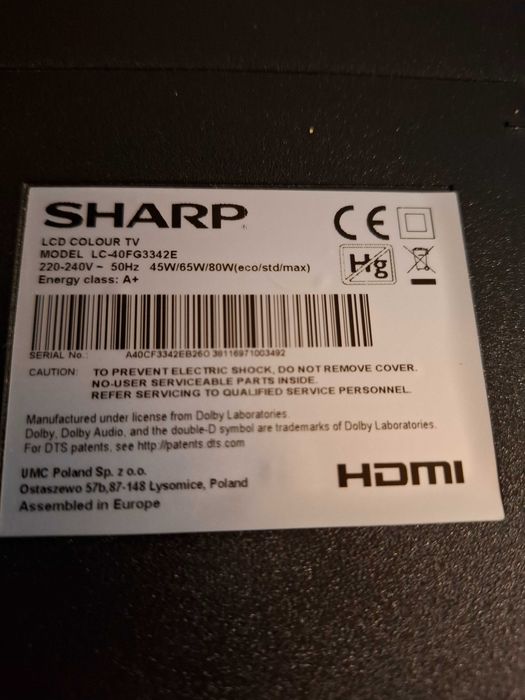 SHARP
LCD COLOUR TV
MODEL LC-40FG3342E
220-240V ~ 50Hz 45W/65W/80W(eco/std/max)
Energy class: A+
CE
Hg
SERIAL No.: A40CF3342EB26O 38116971003492
CAUTION: TO PREVENT ELECTRIC SHOCK, DO NOT REMOVE COVER.
NO-USER SERVICEABLE PARTS INSIDE.
REFER SERVICING TO QUALIFIED SERVICE PERSONNEL.
Manufactured under license from Dolby Laboratories.
Dolby, Dolby Audio, and the double-D symbol are trademarks of Dolby Laboratories.
For DTS patents, see http://patents.dts.com
UMC Poland Sp. z o.o.
Ostaszewo 57b,87-148 Lysomice, Poland
Assembled in Europe
HDMI